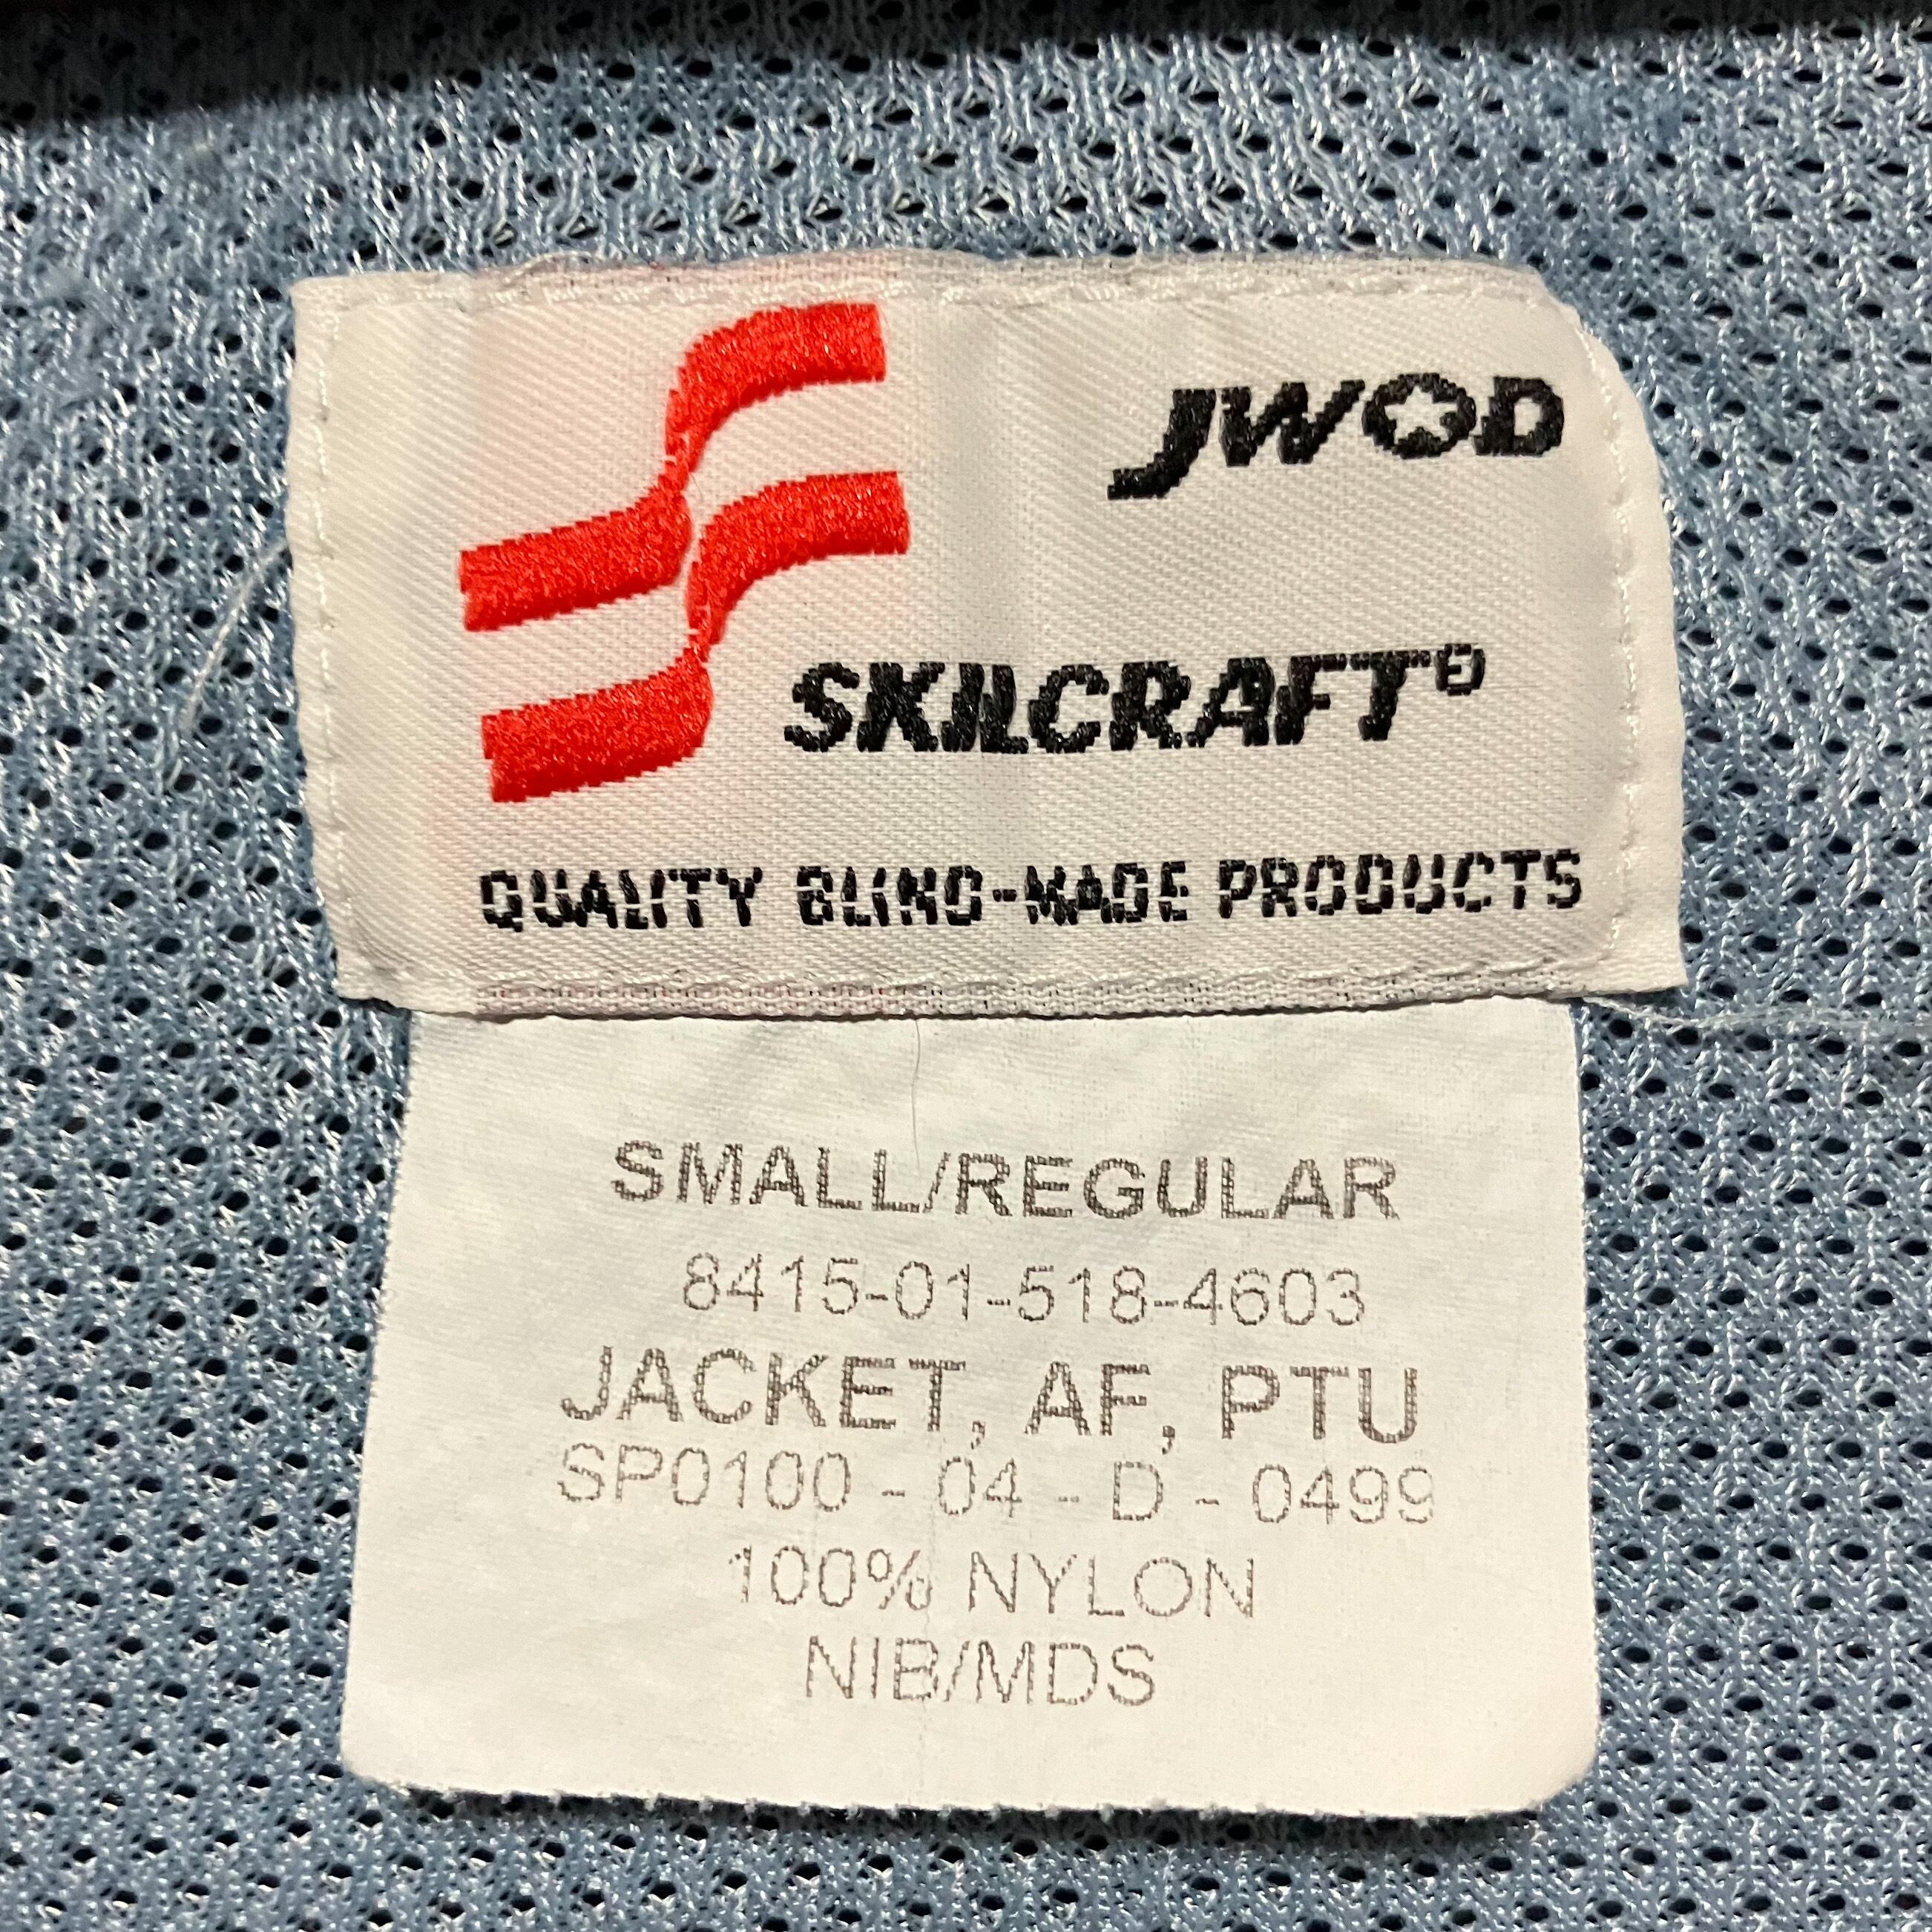 JWOD
SKILCRAFT®
QUALITY BLIND-MADE PRODUCTS
SMALL/REGULAR
8415-01-518-4603
JACKET, AF, PTU
SP0100 - 04 - D - 0499
100% NYLON
NIB/MDS